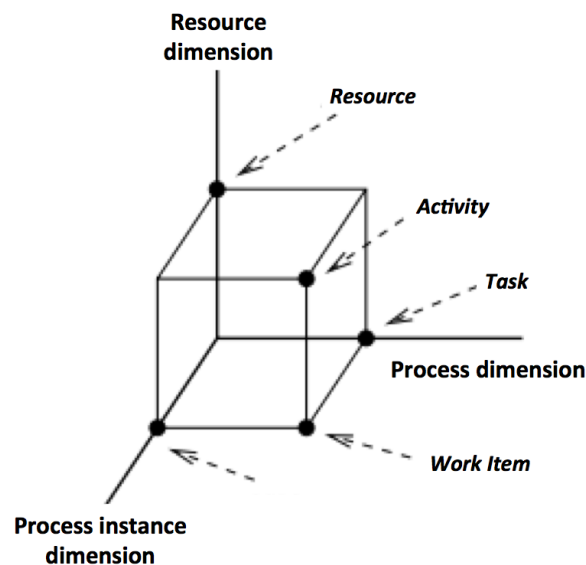 Resource
dimension
Resource
Activity
Task
Process dimension
Work Item
Process instance
dimension